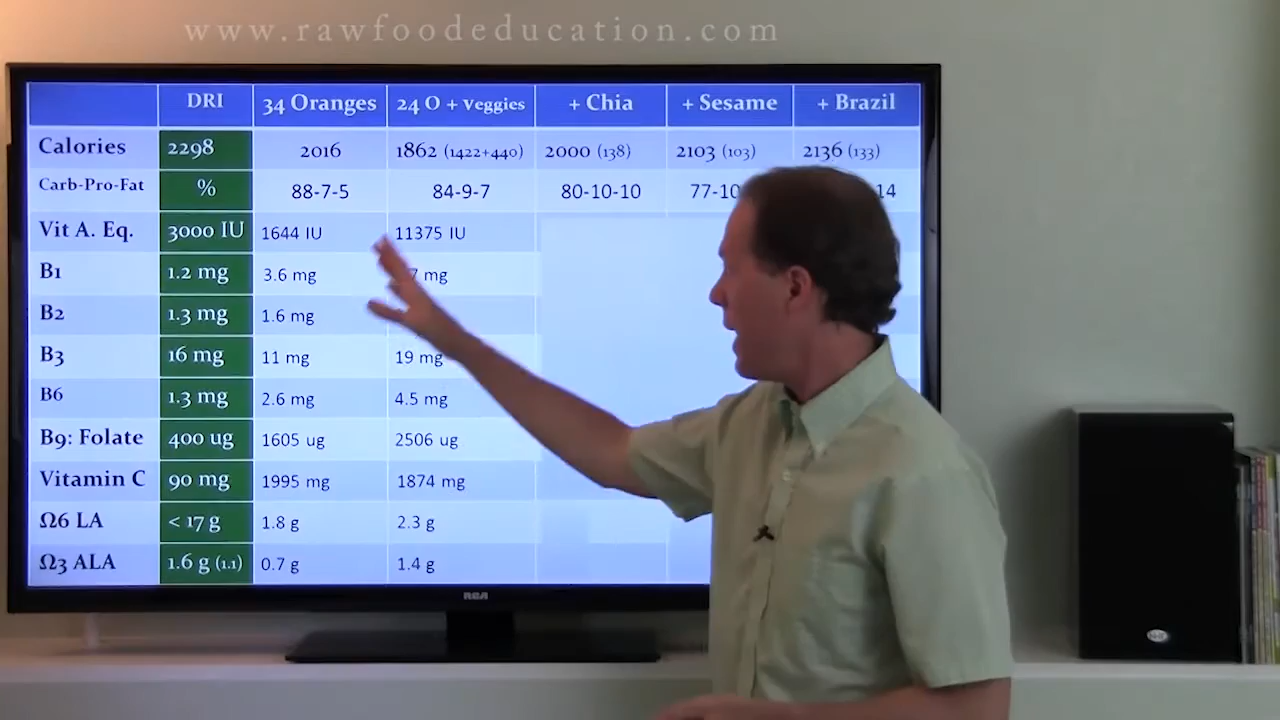 www.rawfoodeducation.com
DRI 34 Oranges 24 O + veggies + Chia + Sesame + Brazil
Calories 2298 2016 1862 (1422+440) 2000 (138) 2103 (103) 2136 (133)
Carb-Pro-Fat % 88-7-5 84-9-7 80-10-10 77-10 14
Vit A. Eq. 3000 IU 1644 IU 11375 IU
B1 1.2 mg 3.6 mg mg
B2 1.3 mg 1.6 mg
B3 16 mg 11 mg 19 mg
B6 1.3 mg 2.6 mg 4.5 mg
B9: Folate 400 ug 1605 ug 2506 ug
Vitamin C 90 mg 1995 mg 1874 mg
Ω6 LA < 17 g 1.8 g 2.3 g
Ω3 ALA 1.6 g (1.1) 0.7 g 1.4 g
RCA